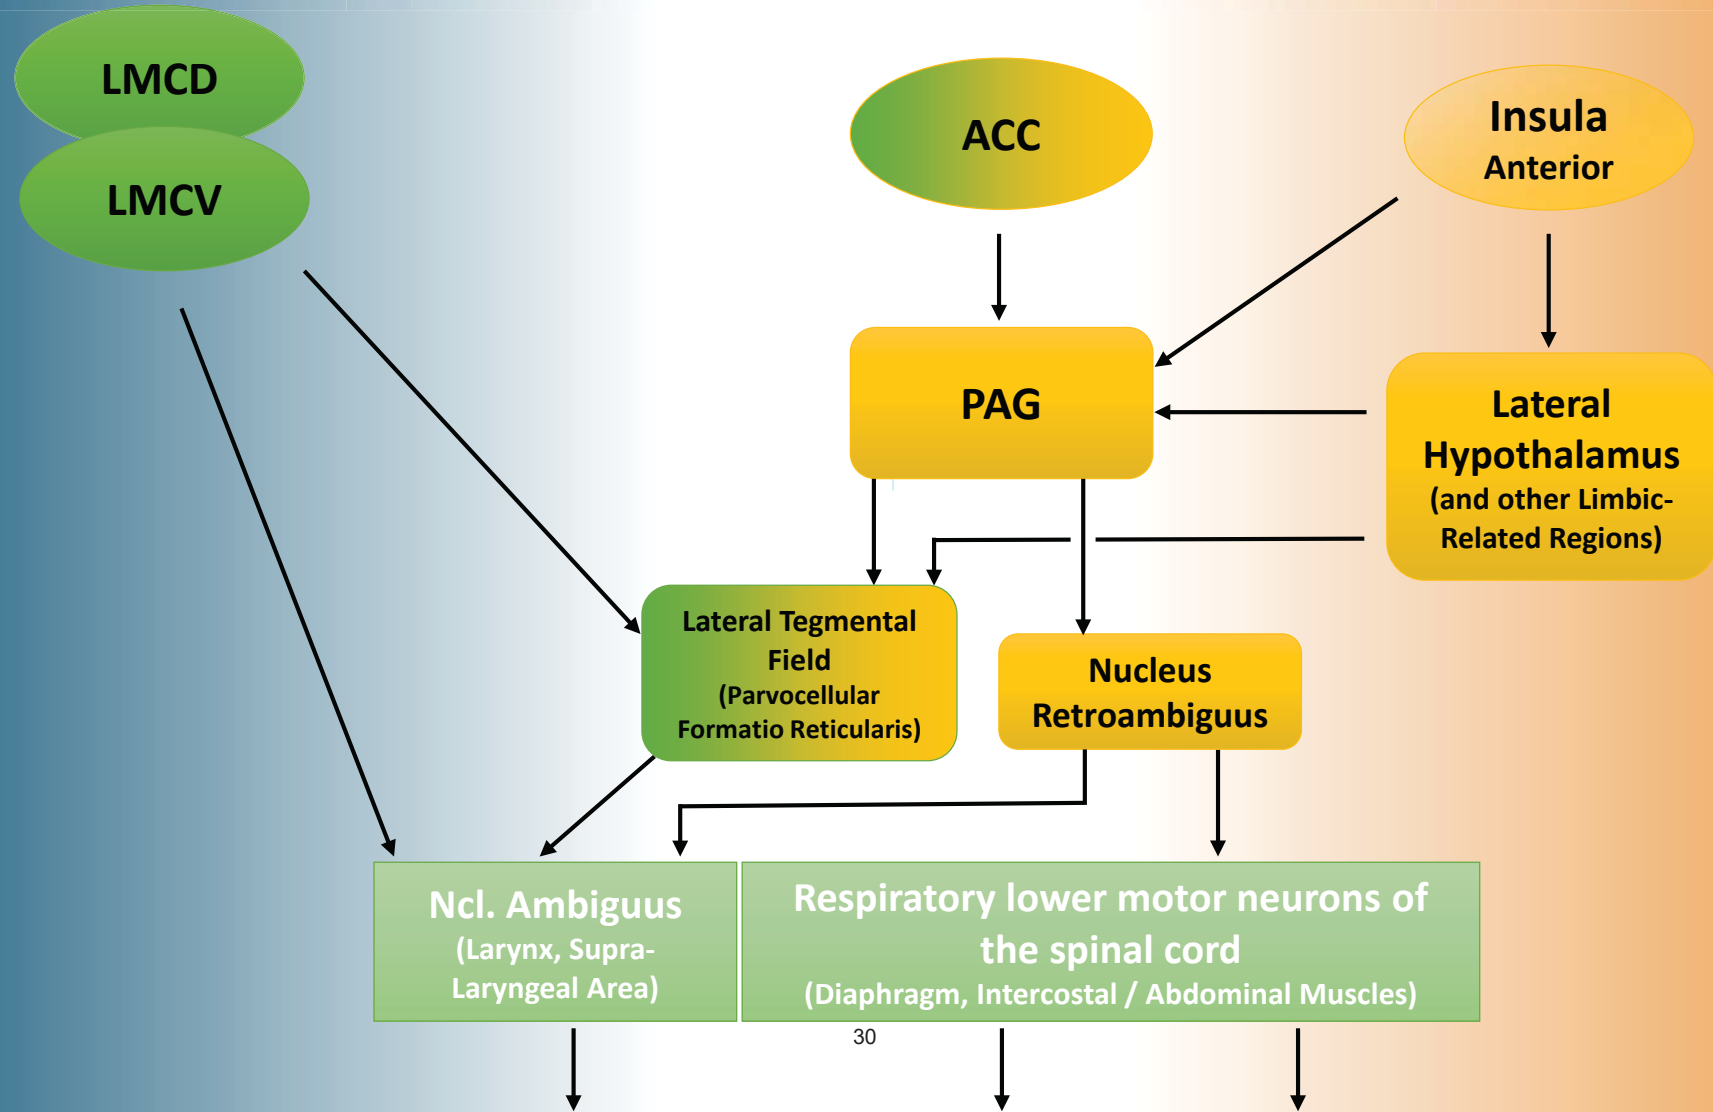 LMCD
LMCV
ACC
Insula
Anterior
PAG
Lateral
Hypothalamus
(and other Limbic-
Related Regions)
Lateral Tegmental
Field
(Parvocellular
Formatio Reticularis)
Nucleus
Retroambiguus
Ncl. Ambiguus
(Larynx, Supra-
Laryngeal Area)
Respiratory lower motor neurons of
the spinal cord
(Diaphragm, Intercostal / Abdominal Muscles)
30